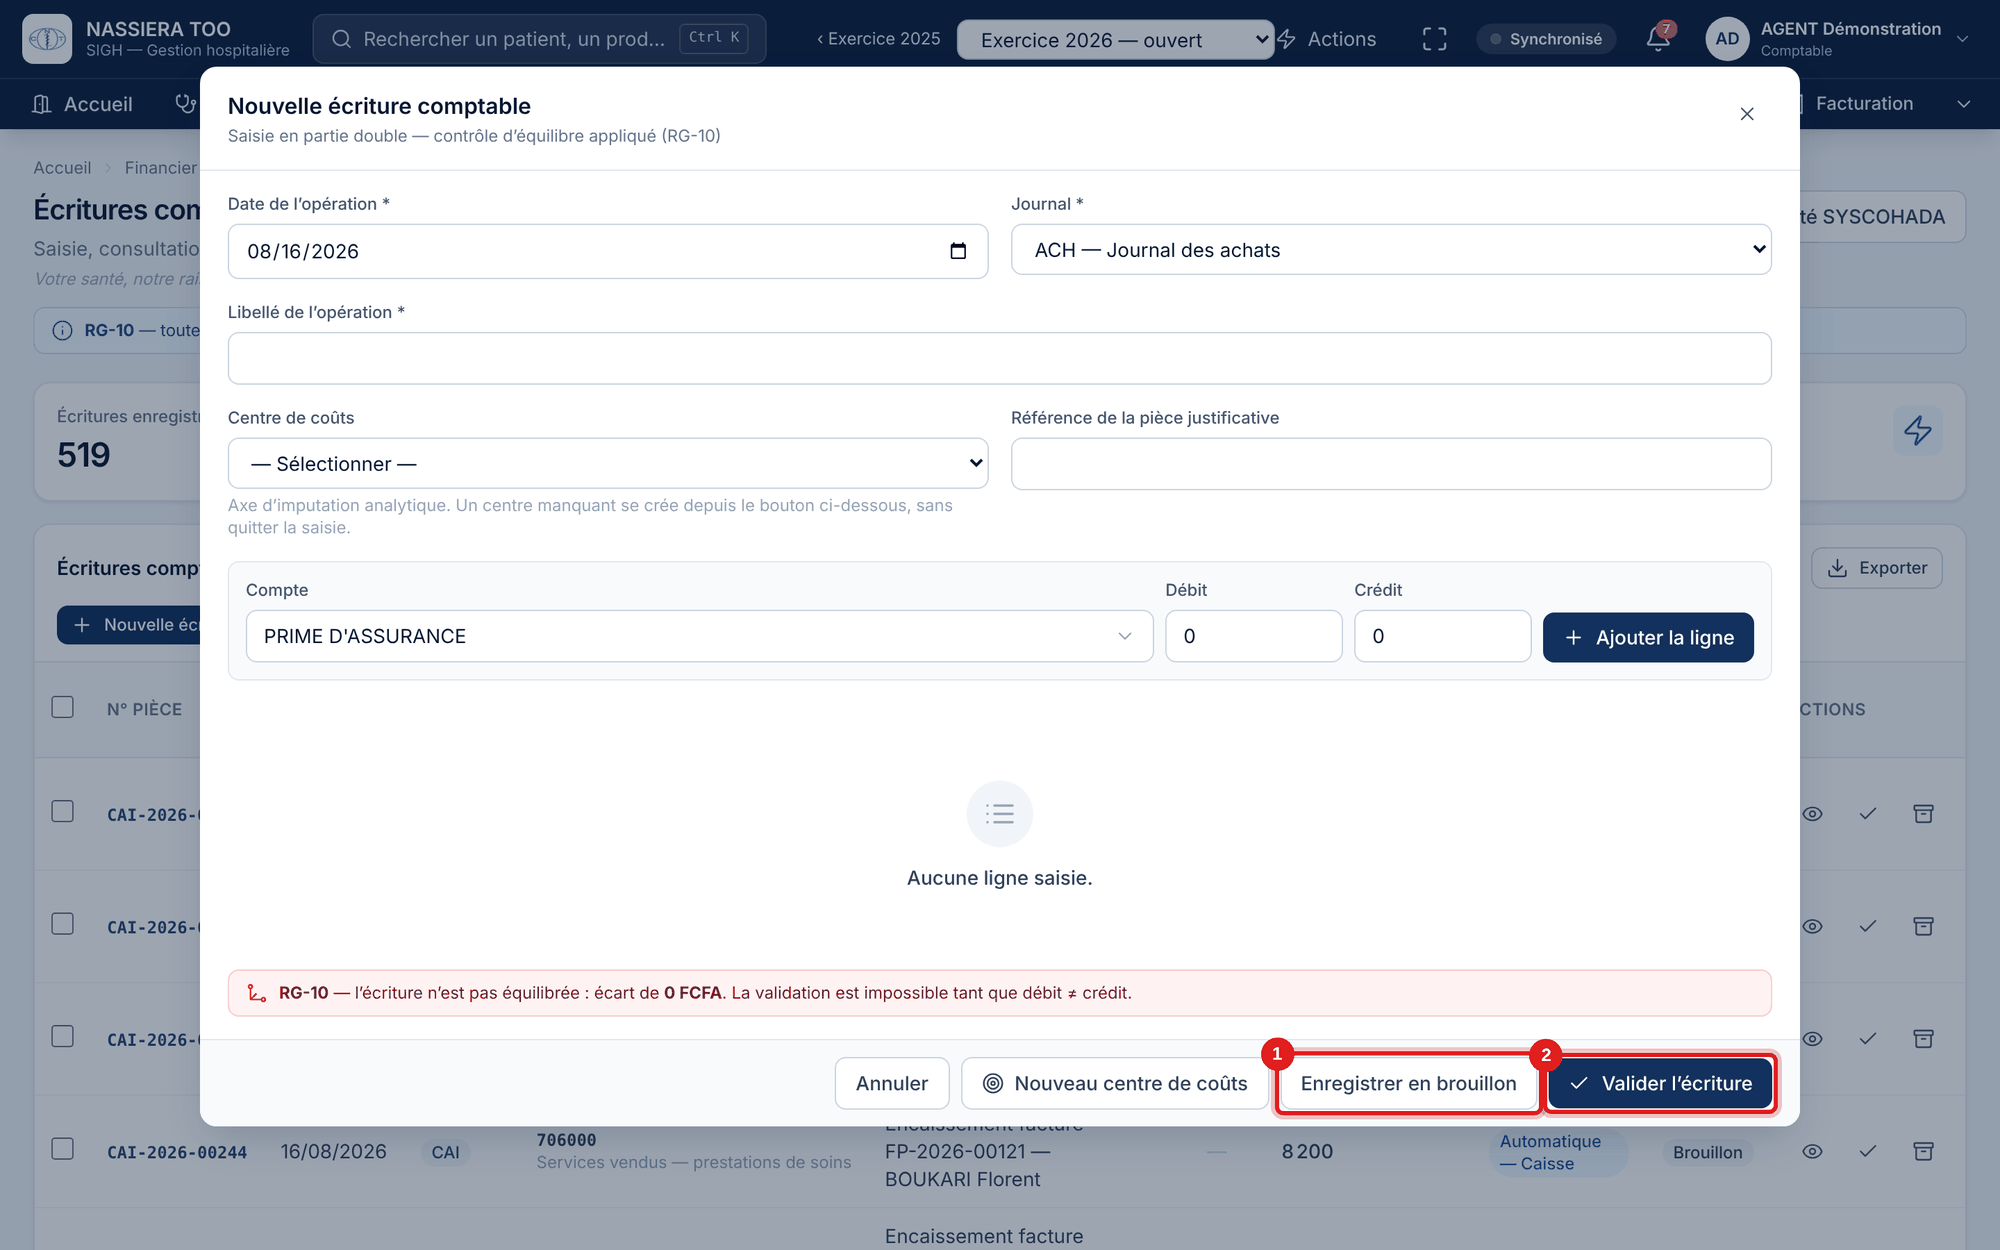 NASSIERA TOO
SIGH — Gestion hospitalière
Rechercher un patient, un prod...
Ctrl K
‹ Exercice 2025
Exercice 2026 — ouvert
Actions
Synchronisé
7
AD
AGENT Démonstration
Comptable
Accueil
Facturation
Accueil
Financier
Écritures com
té SYSCOHADA
Saisie, consultatio
Votre santé, notre rai
RG-10 — toute
Écritures enregistr
519
Écritures comp
Exporter
Nouvelle écr
N° PIÈCE
CTIONS
CAI-2026-
CAI-2026-
CAI-2026-
Nouvelle écriture comptable
Saisie en partie double — contrôle d’équilibre appliqué (RG-10)
Date de l’opération *
Journal *
08/16/2026
ACH — Journal des achats
Libellé de l’opération *
Centre de coûts
Référence de la pièce justificative
— Sélectionner —
Axe d’imputation analytique. Un centre manquant se crée depuis le bouton ci-dessous, sans
quitter la saisie.
Compte
Débit
Crédit
PRIME D'ASSURANCE
0
0
Ajouter la ligne
Aucune ligne saisie.
RG-10 — l’écriture n’est pas équilibrée : écart de 0 FCFA. La validation est impossible tant que débit ≠ crédit.
1
2
Annuler
Nouveau centre de coûts
Enregistrer en brouillon
Valider l’écriture
CAI-2026-00244
16/08/2026
CAI
706000
Services vendus — prestations de soins
Encaissement facture
FP-2026-00121 —
BOUKARI Florent
—
8 200
Automatique
— Caisse
Brouillon
Encaissement facture